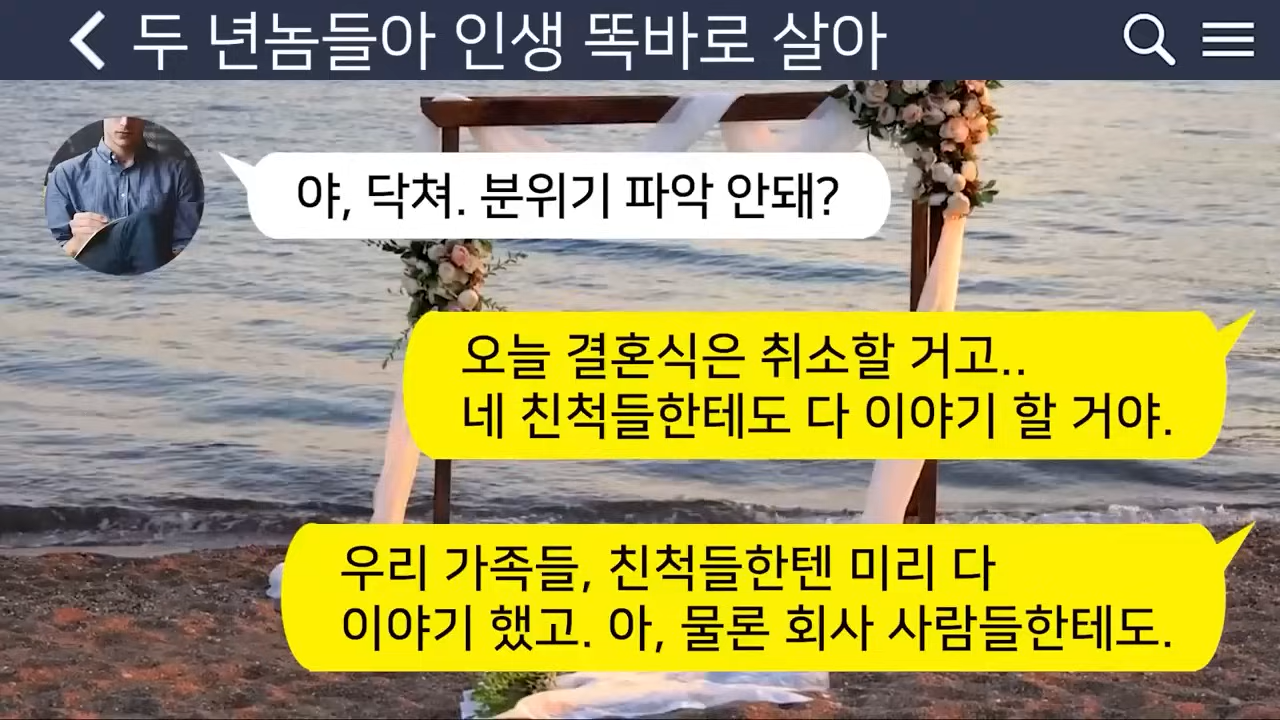 두 년놈들아 인생 똑바로 살아
야, 닥쳐. 분위기 파악 안돼?
오늘 결혼식은 취소할 거고..
네 친척들한테도 다 이야기 할 거야.
우리 가족들, 친척들한텐 미리 다
이야기 했고. 아, 물론 회사 사람들한테도.